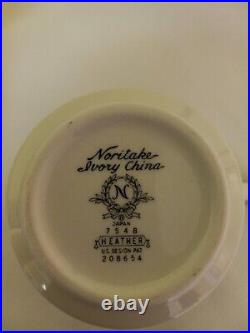 Noritake
Ivory China
N
®
JAPAN
7548
HEATHER
U.S. DESIGN PAT.
208654